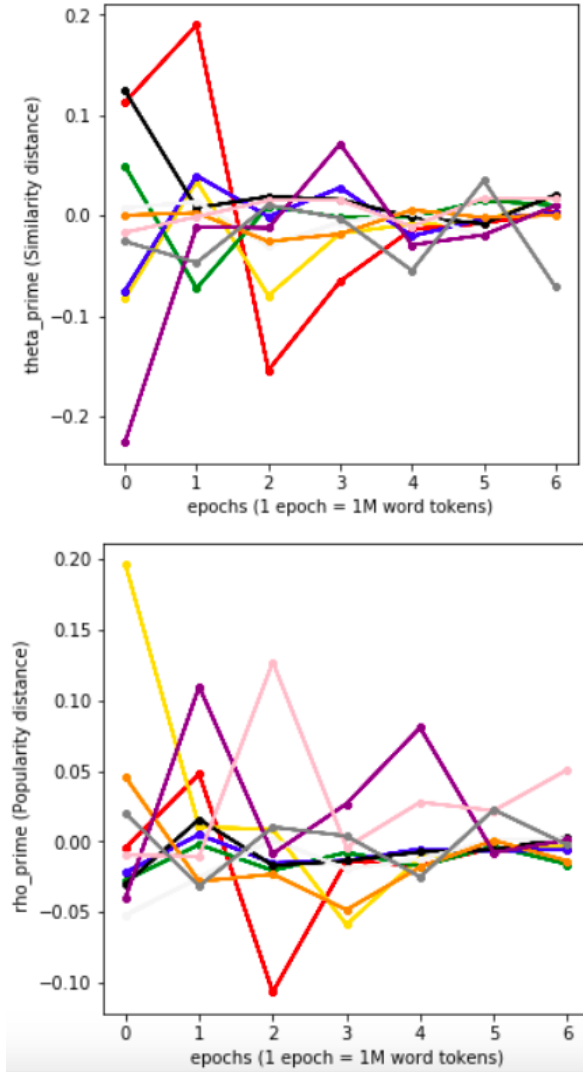 0.2
0.1
0.0
−0.1
−0.2
theta_prime (Similarity distance)
0 1 2 3 4 5 6
epochs (1 epoch = 1M word tokens)
0.20
0.15
0.10
0.05
0.00
−0.05
−0.10
rho_prime (Popularity distance)
0 1 2 3 4 5 6
epochs (1 epoch = 1M word tokens)